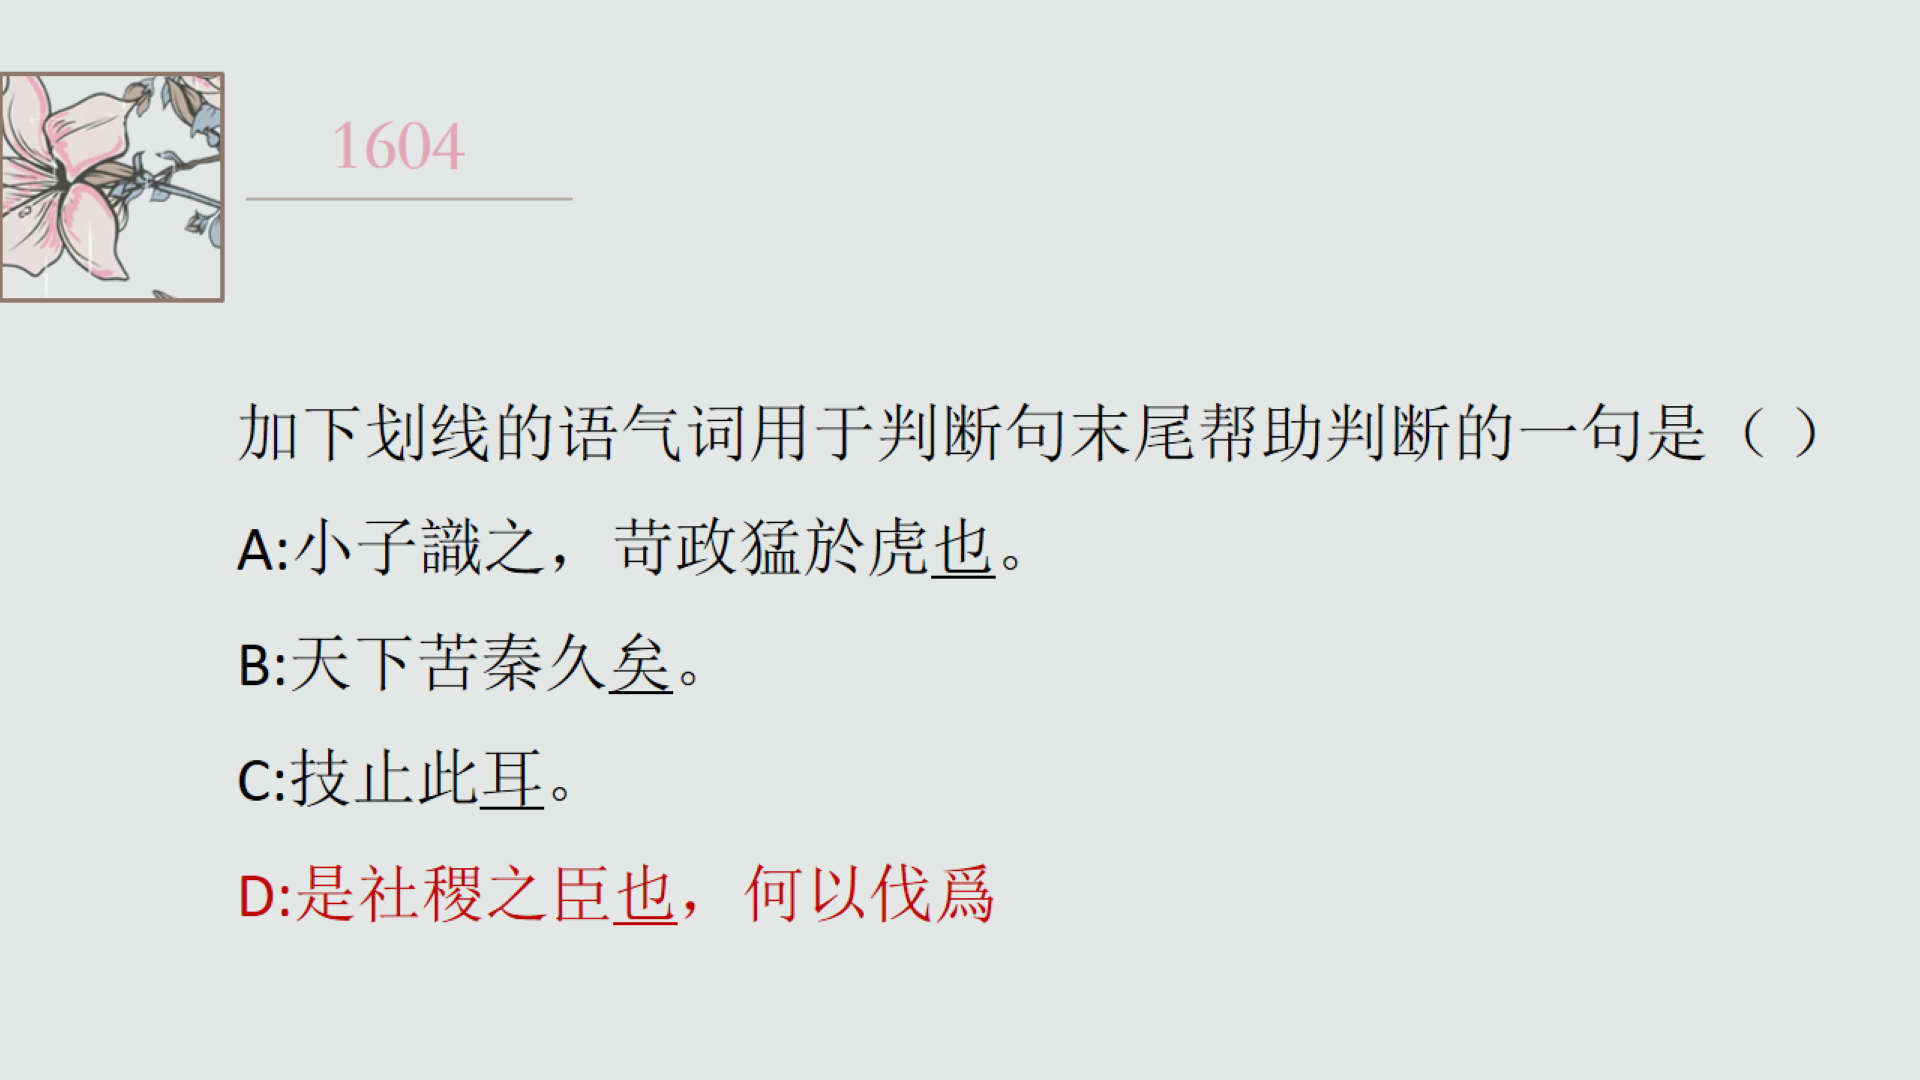 1604
加下划线的语气词用于判断句末尾帮助判断的一句是（ ）
A:小子識之，苛政猛於虎也。
B:天下苦秦久矣。
C:技止此耳。
D:是社稷之臣也，何以伐爲